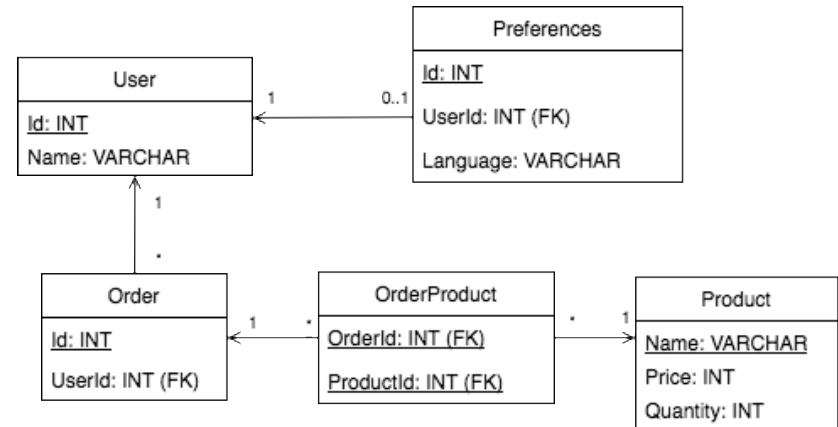 Preferences
Id: INT
UserId: INT (FK)
Language: VARCHAR
User
Id: INT
Name: VARCHAR
1
0..1
1
*
Order
Id: INT
UserId: INT (FK)
1
*
OrderProduct
OrderId: INT (FK)
ProductId: INT (FK)
*
1
Product
Name: VARCHAR
Price: INT
Quantity: INT